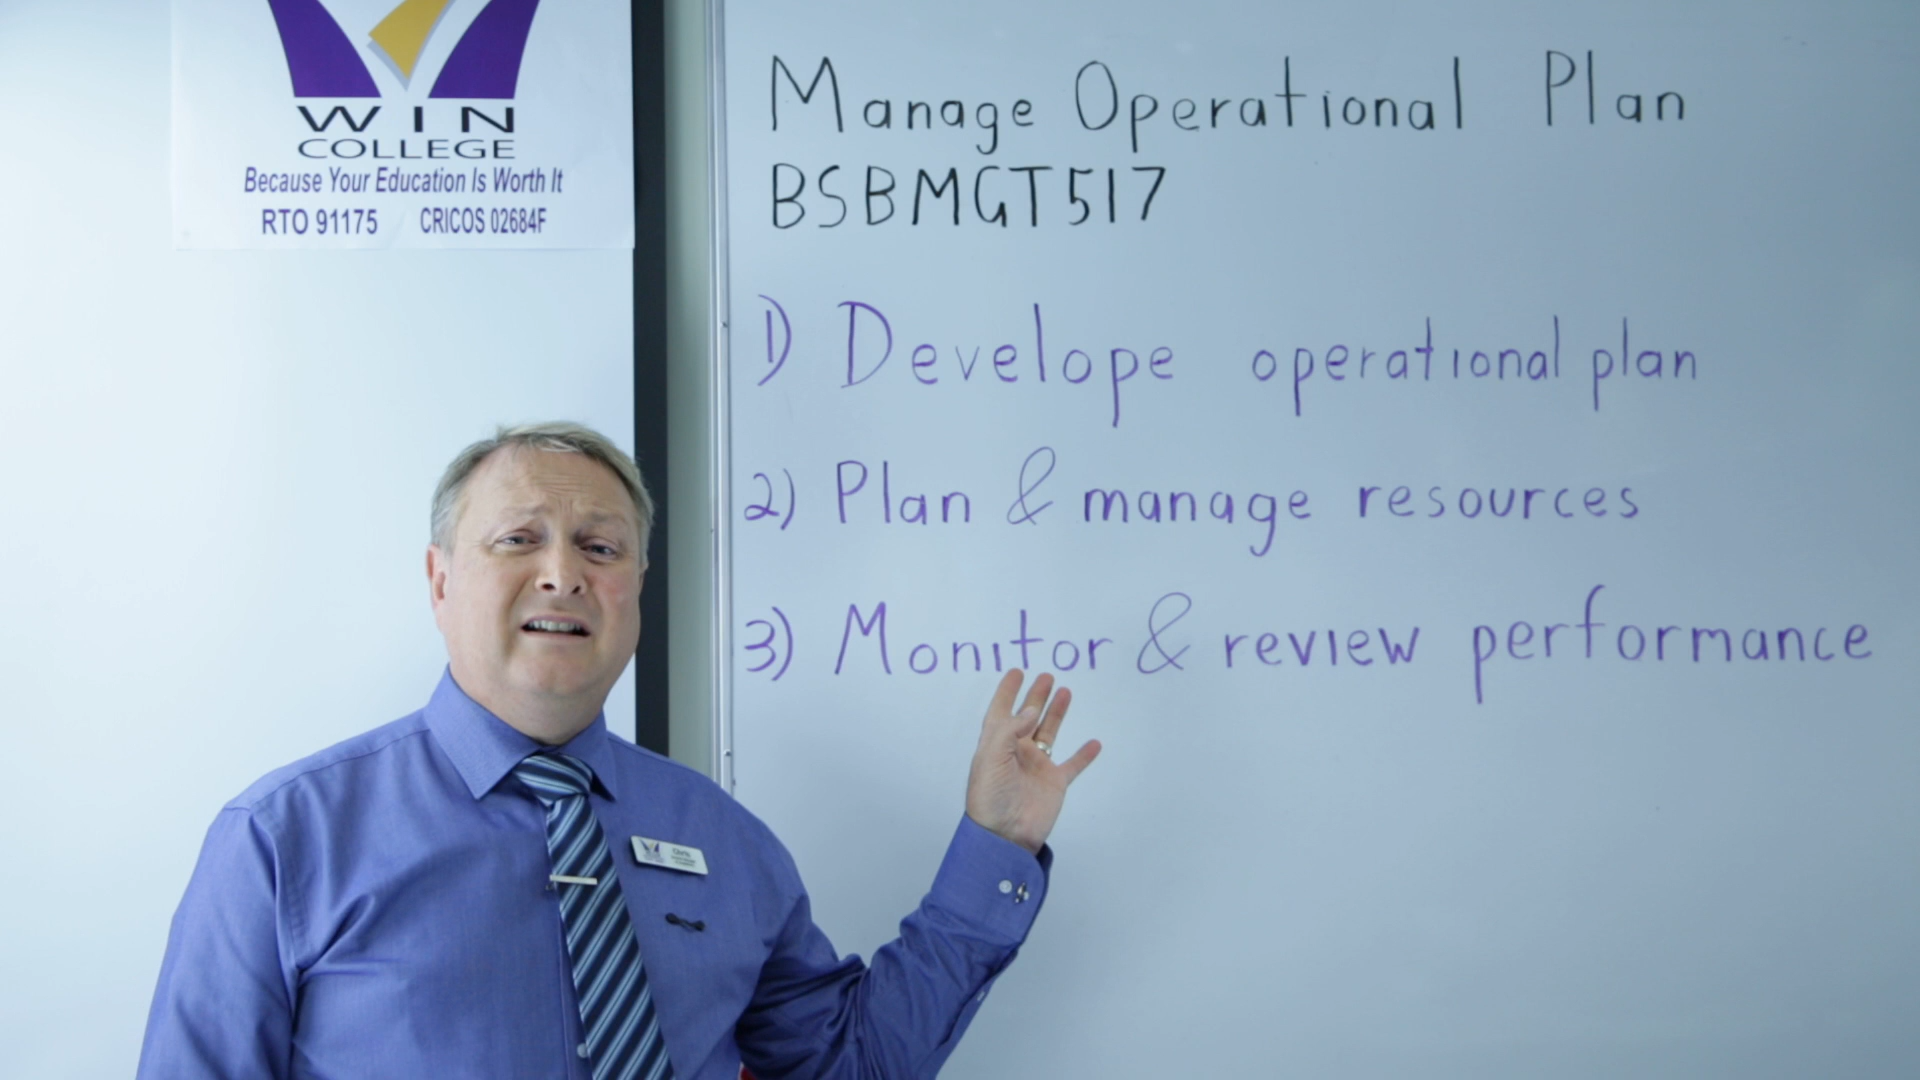 WIN
COLLEGE
Because Your Education Is Worth It
RTO 91175 CRICOS 02684F
Manage Operational Plan
BSBMGT517
1) Develope operational plan
2) Plan & manage resources
3) Monitor & review performance
Chris